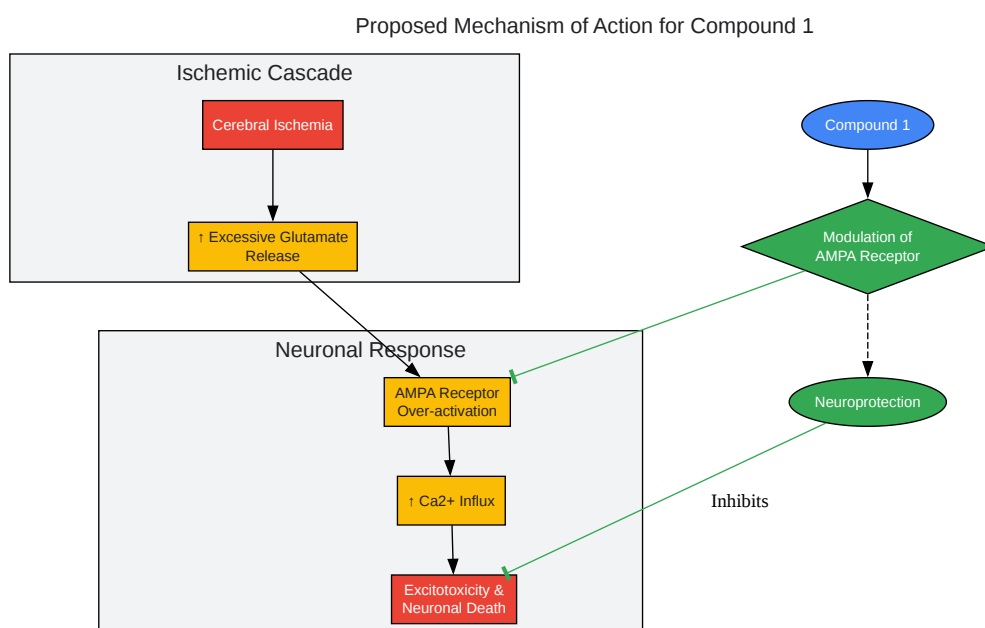 Proposed Mechanism of Action for Compound 1
Ischemic Cascade
Cerebral Ischemia
Compound 1
↑ Excessive Glutamate
Release
Modulation of
AMPA Receptor
Neuronal Response
AMPA Receptor
Over-activation
Neuroprotection
↑ Ca2+ Influx
Inhibits
Excitotoxicity &
Neuronal Death